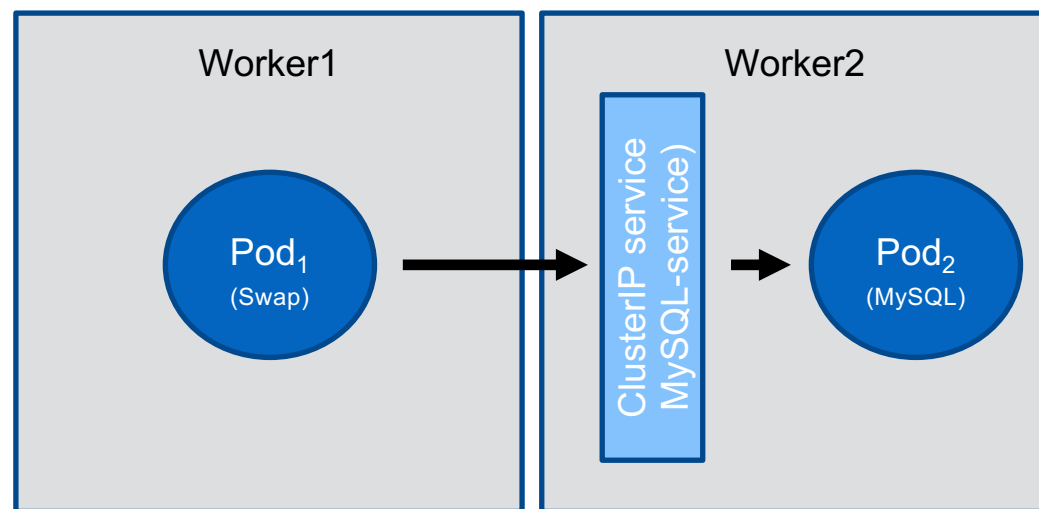 Worker1
Pod1
(Swap)
Worker2
ClusterIP service
MySQL-service)
Pod2
(MySQL)